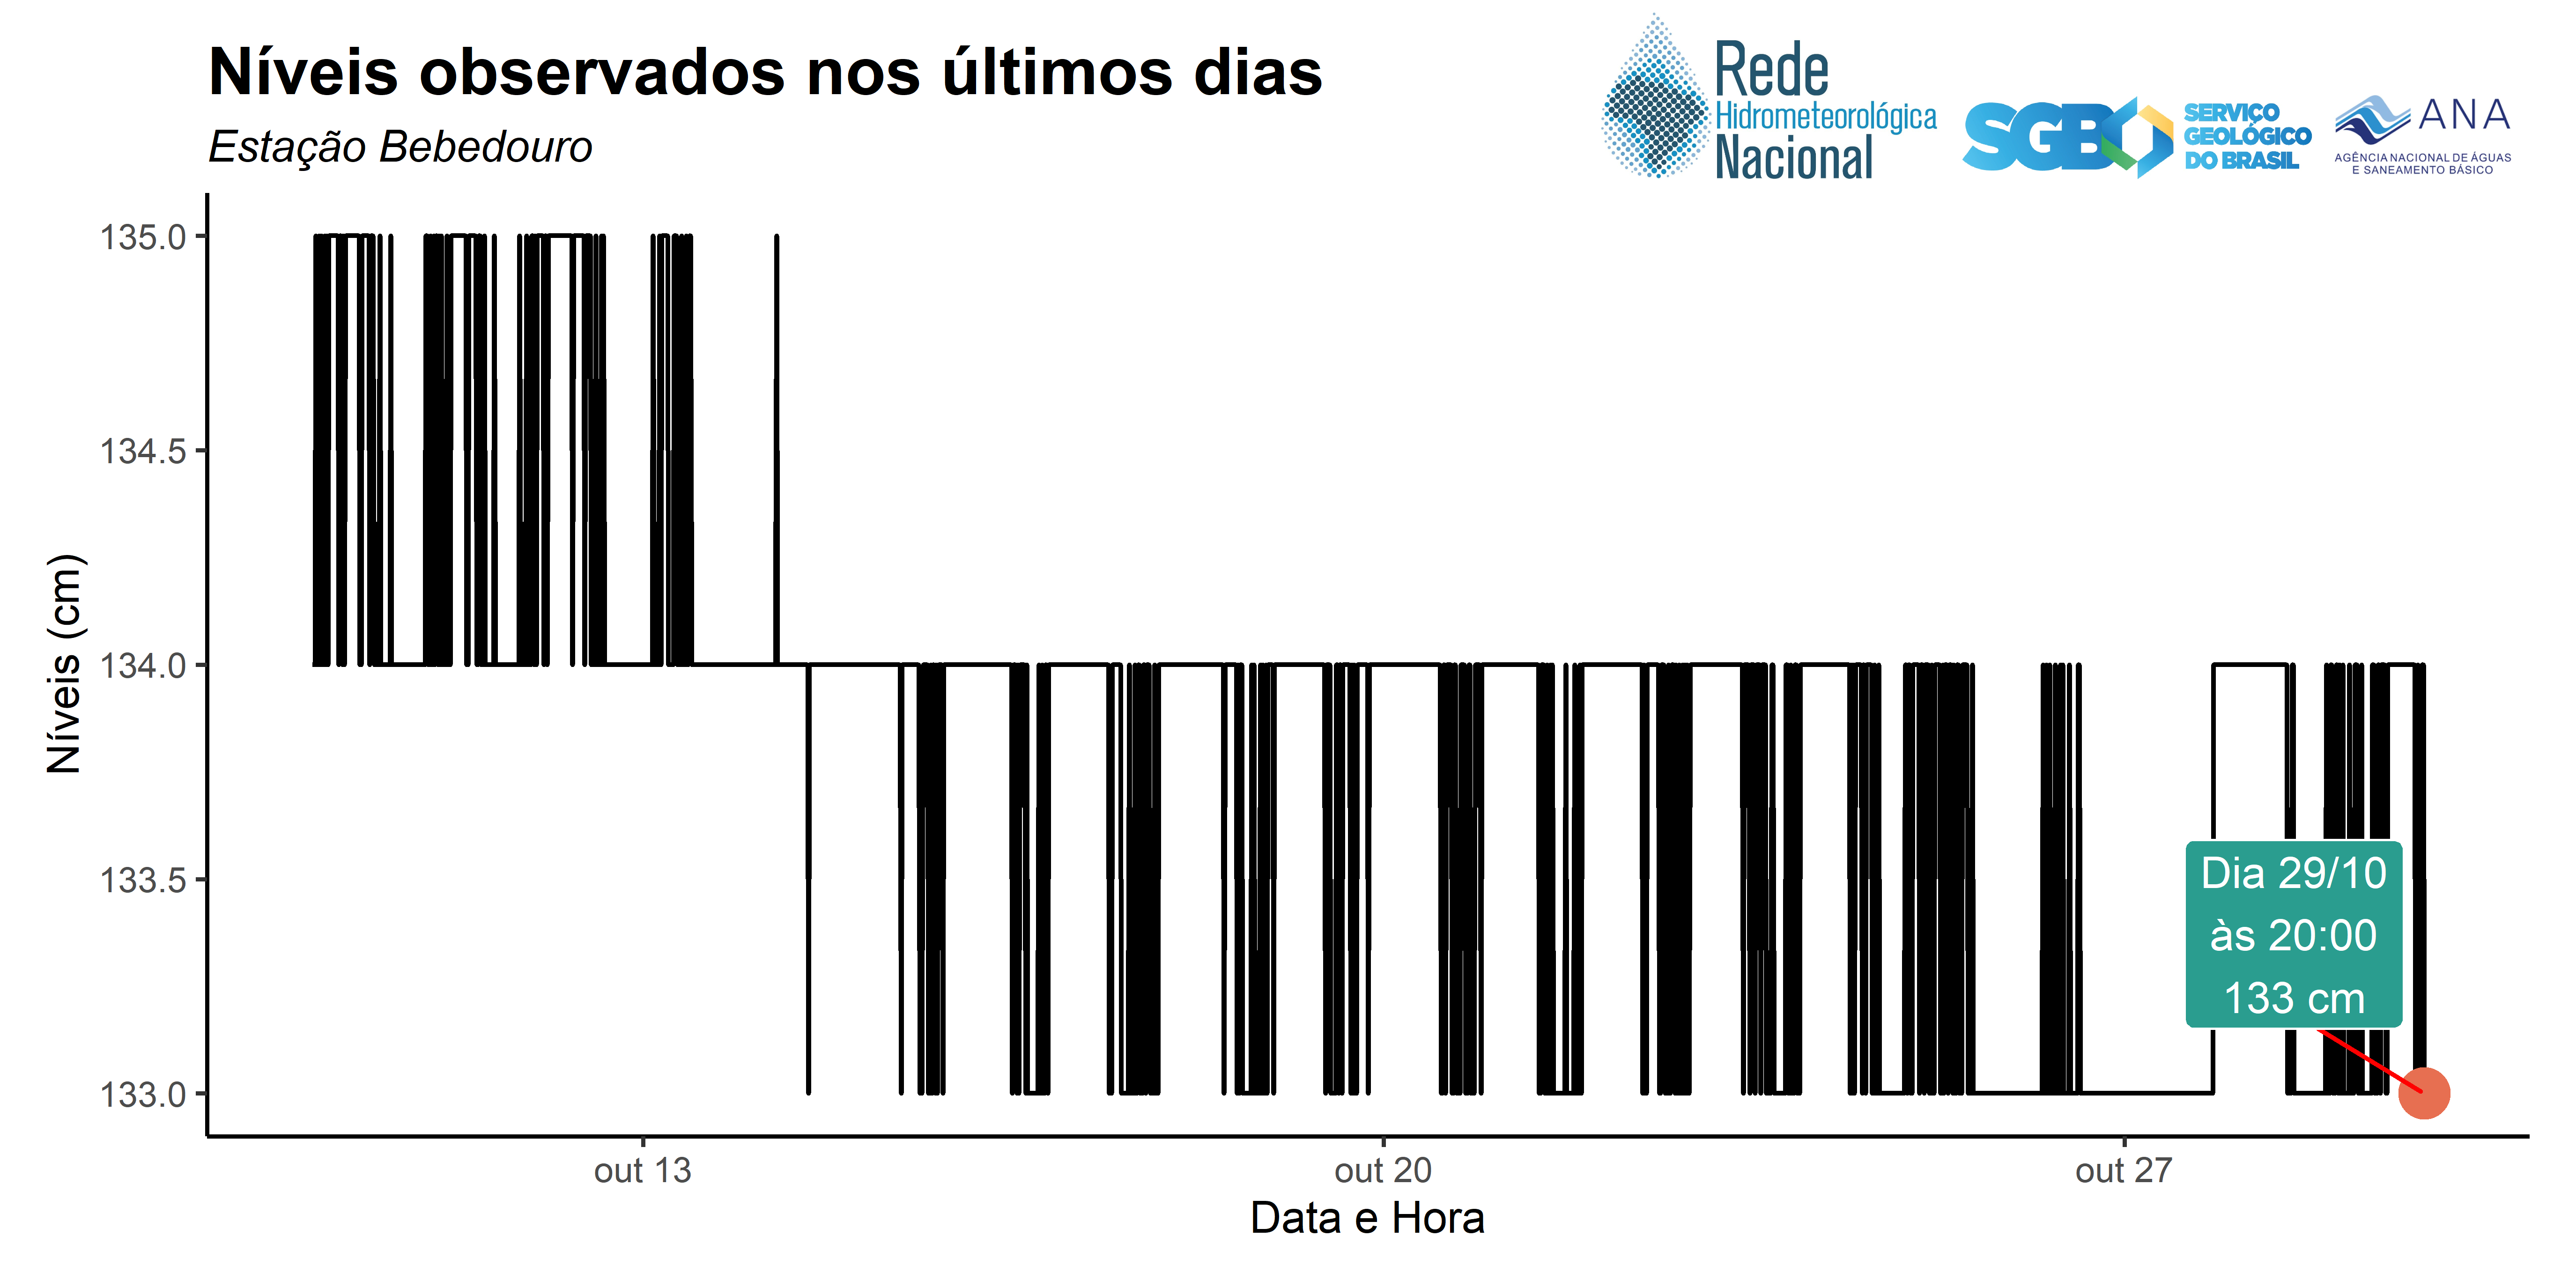 Níveis observados nos últimos dias
Estação Bebedouro
Rede
Hidrometeorológica
Nacional
SGB
SERVIÇO
GEOLÓGICO
DO BRASIL
ANA
AGÊNCIA NACIONAL DE ÁGUAS
E SANEAMENTO BÁSICO
Níveis (cm)
135.0
134.5
134.0
133.5
133.0
Dia 29/10
às 20:00
133 cm
out 13
out 20
out 27
Data e Hora